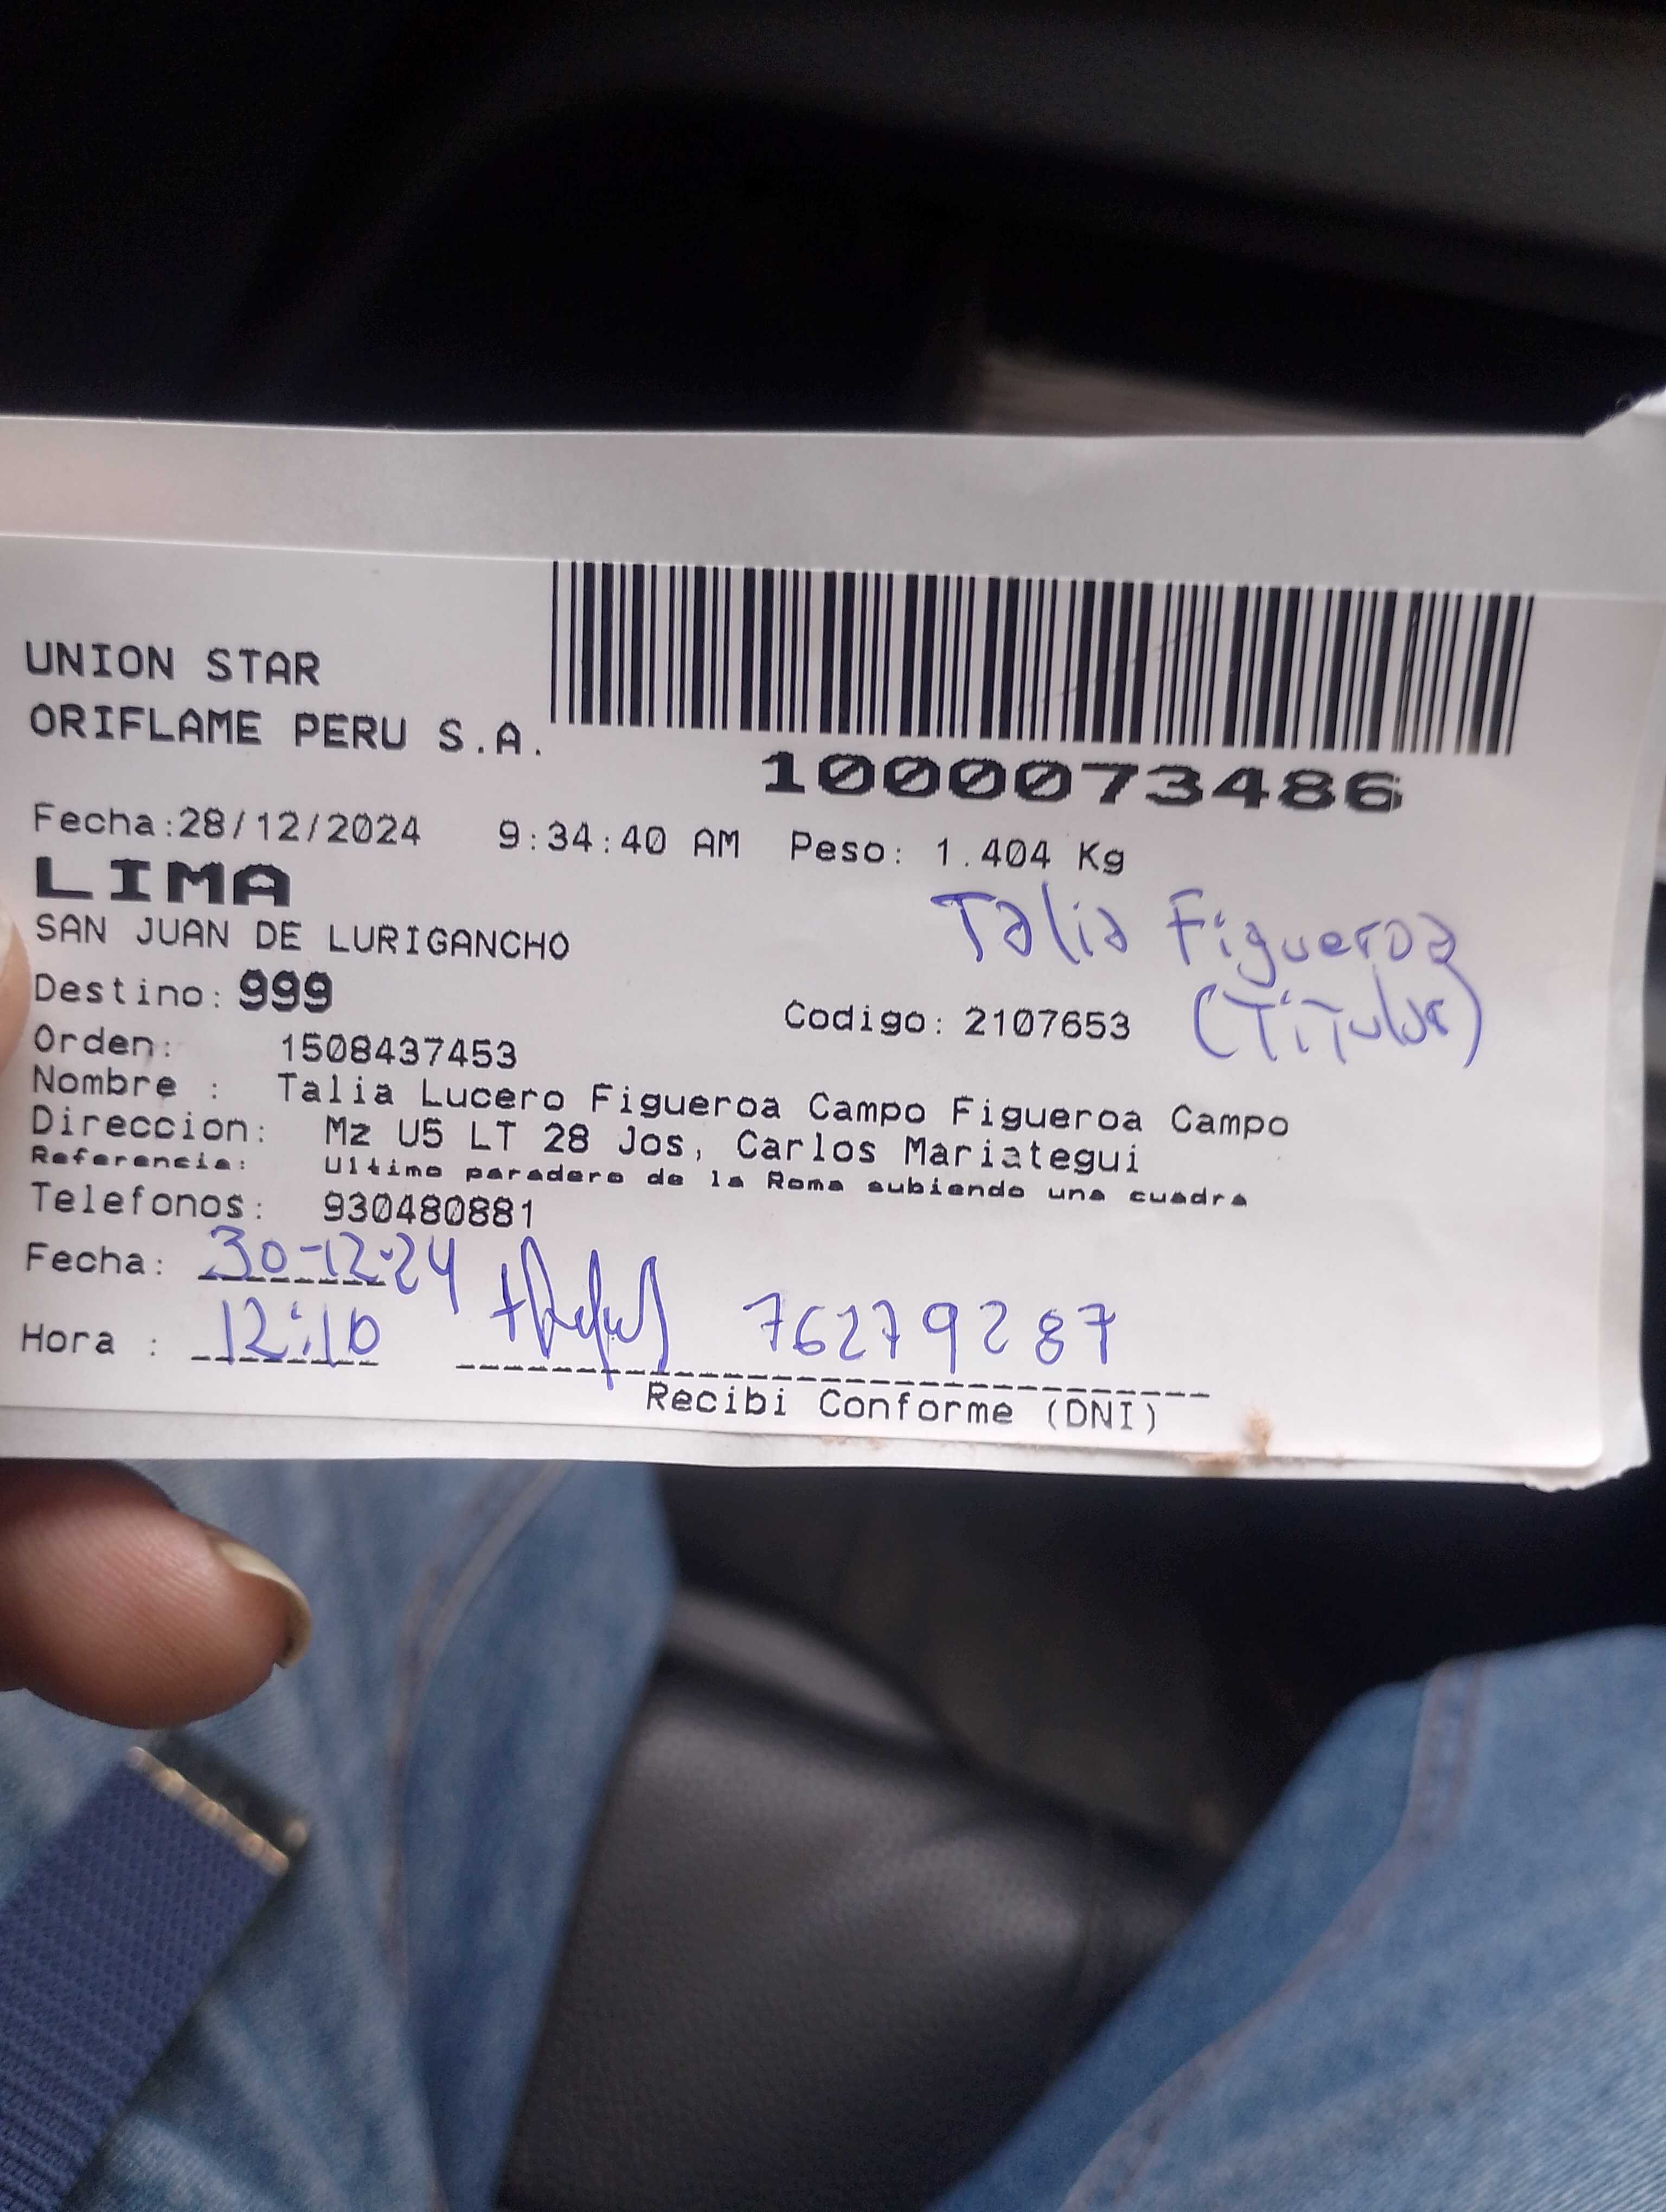 UNION STAR
ORIFLAME PERU S.A.
1000073486
Fecha:28/12/2024 9:34:40 AM Peso: 1.404 Kg
LIMA
SAN JUAN DE LURIGANCHO
Talia Figueroa
(Titular)
Destino: 999
Codigo: 2107653
Orden: 1508437453
Nombre : Talia Lucero Figueroa Campo Figueroa Campo
Direccion: Mz U5 LT 28 Jos, Carlos Mariategui
Referencia: Ultimo paradero de la Roma subiendo una cuadra
Telefonos: 930480881
Fecha: 30-12-24
Hora : 12:10 76279287
Recibi Conforme (DNI)